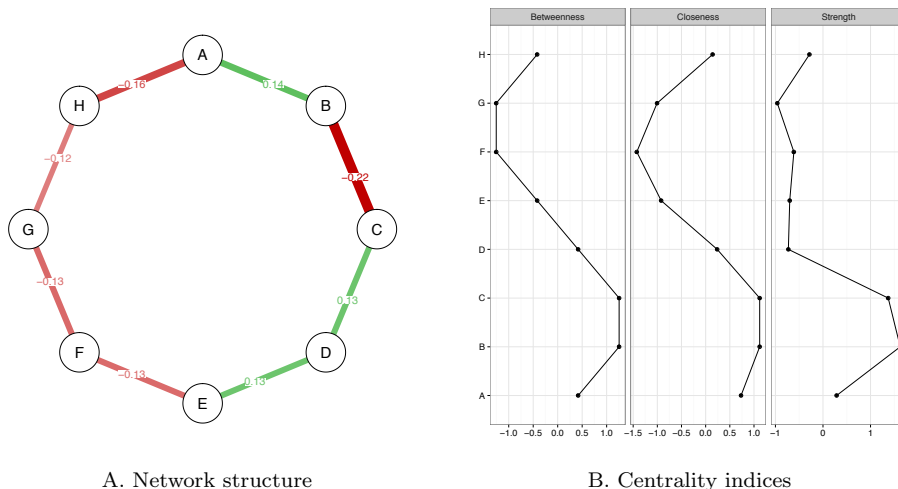 A
B
C
D
E
F
G
H
0.14
−0.22
0.13
0.13
−0.13
−0.13
−0.12
−0.16
A. Network structure
Betweenness Closeness Strength
H
G
F
E
D
C
B
A
−1.0 −0.5 0.0 0.5 1.0 −1.5 −1.0 −0.5 0.0 0.5 1.0 0 1
B. Centrality indices